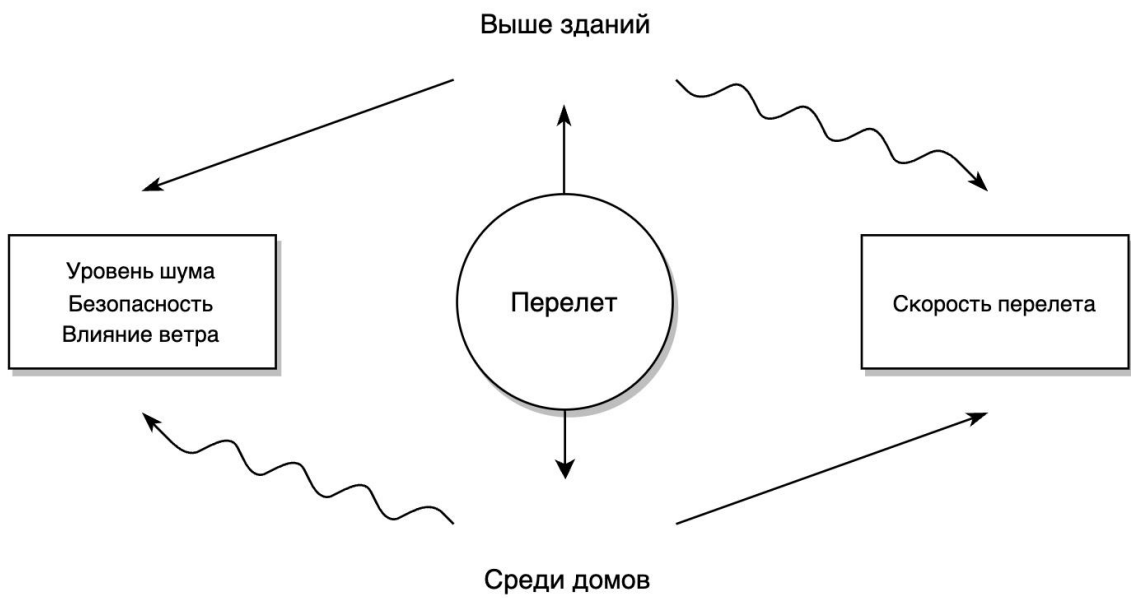 Выше зданий
Уровень шума
Безопасность
Влияние ветра
Перелет
Скорость перелета
Среди домов